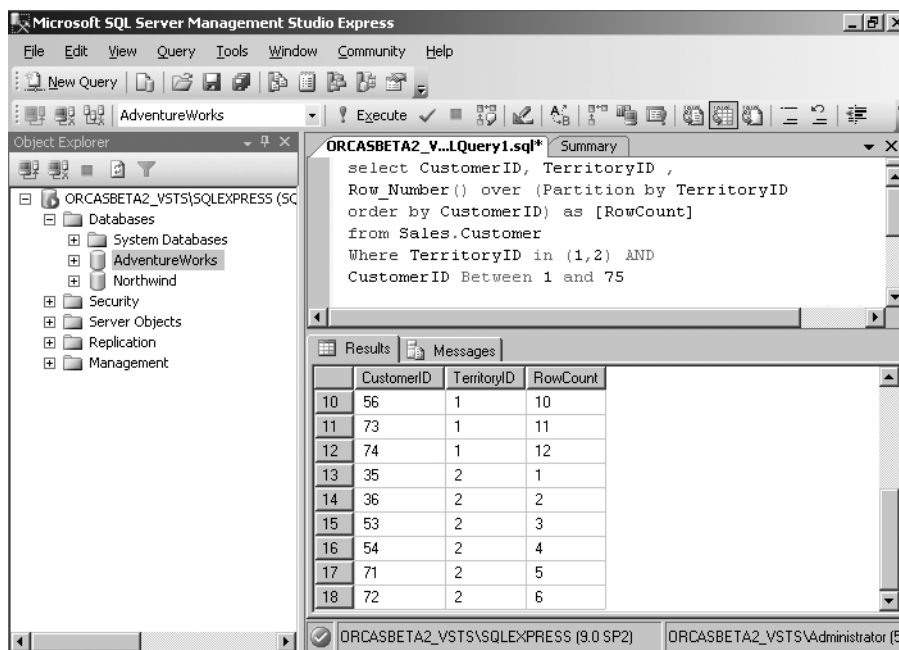 Microsoft SQL Server Management Studio Express
File Edit View Query Tools Window Community Help
New Query
AdventureWorks Execute
Object Explorer
ORCASBETA2_VSTS\SQLEXPRESS (SQ
Databases
System Databases
AdventureWorks
Northwind
Security
Server Objects
Replication
Management
ORCASBETA2_V...LQuery1.sql* Summary
select CustomerID, TerritoryID ,
Row_Number() over (Partition by TerritoryID
order by CustomerID) as [RowCount]
from Sales.Customer
Where TerritoryID in (1,2) AND
CustomerID Between 1 and 75
Results Messages
CustomerID TerritoryID RowCount
10 56 1 10
11 73 1 11
12 74 1 12
13 35 2 1
14 36 2 2
15 53 2 3
16 54 2 4
17 71 2 5
18 72 2 6
ORCASBETA2_VSTS\SQLEXPRESS (9.0 SP2) ORCASBETA2_VSTS\Administrator (5